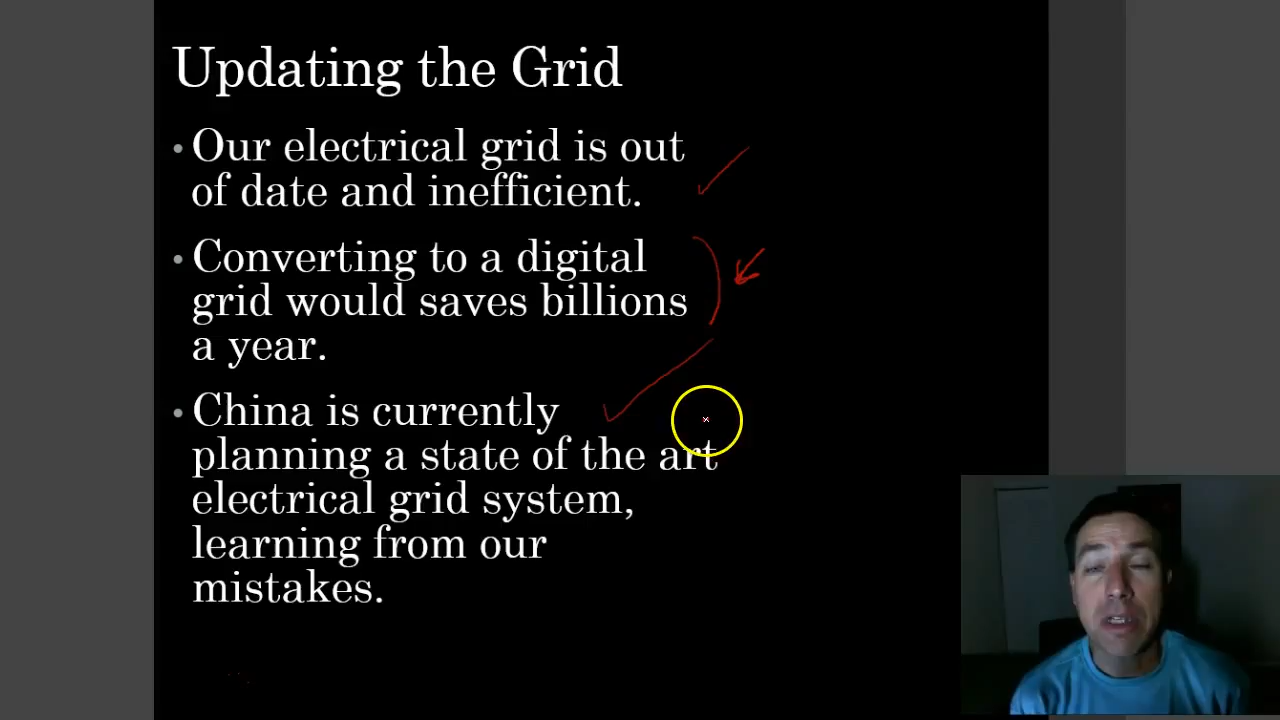 Updating the Grid
• Our electrical grid is out
of date and inefficient.
• Converting to a digital
grid would saves billions
a year.
• China is currently
planning a state of the art
electrical grid system,
learning from our
mistakes.